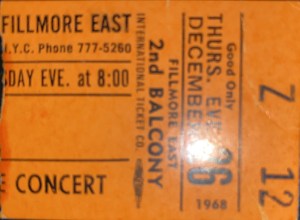 FILLMORE EAST
N.Y.C. Phone 777-5260
DAY EVE. at 8:00
CONCERT
INTERNATIONAL TICKET CO.
2nd BALCONY
FILLMORE EAST
DECEMBER 26
1968
THURS. EVE
Good Only
Z 12